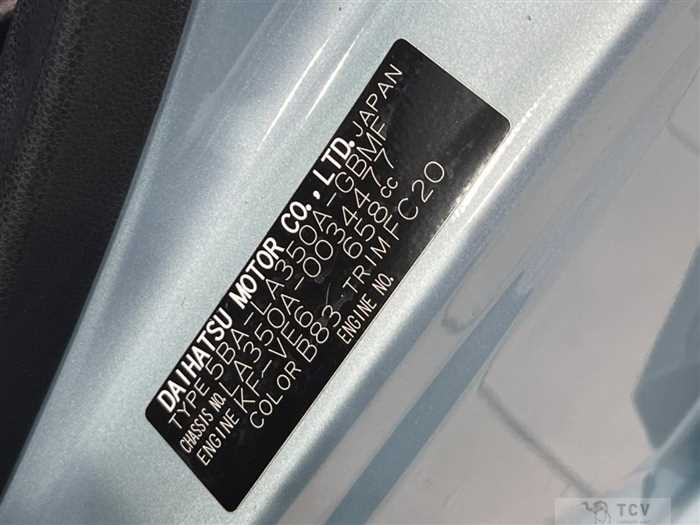 DAIHATSU MOTOR CO., LTD. JAPAN
TYPE 5BA-LA350A-GBMF
CHASSIS NO. LA350A-0034477
ENGINE KF-VE6 658cc
COLOR B83 TRIM FC20
ENGINE NO.
TCV